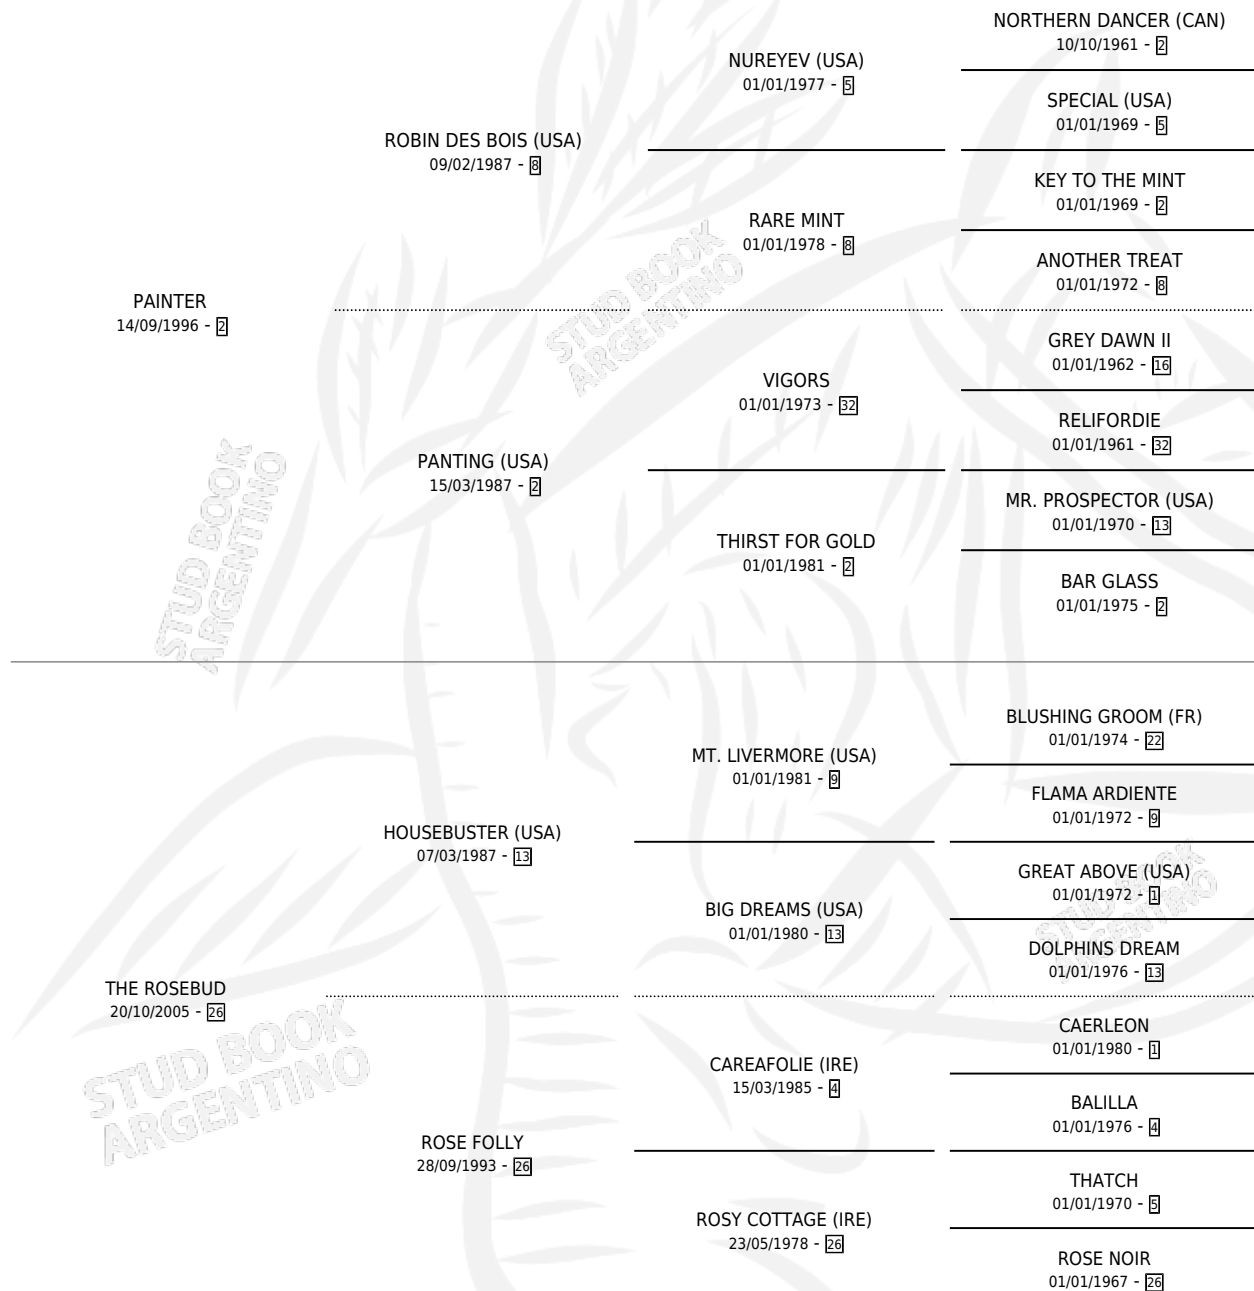 NORTHERN DANCER (CAN)
10/10/1961 - 2
NUREYEV (USA)
01/01/1977 - 5
SPECIAL (USA)
01/01/1969 - 5
ROBIN DES BOIS (USA)
09/02/1987 - 8
KEY TO THE MINT
01/01/1969 - 2
RARE MINT
01/01/1978 - 8
ANOTHER TREAT
01/01/1972 - 8
PAINTER
14/09/1996 - 2
GREY DAWN II
01/01/1962 - 16
VIGORS
01/01/1973 - 32
RELIFORDIE
01/01/1961 - 32
PANTING (USA)
15/03/1987 - 2
MR. PROSPECTOR (USA)
01/01/1970 - 13
THIRST FOR GOLD
01/01/1981 - 2
BAR GLASS
01/01/1975 - 2
BLUSHING GROOM (FR)
01/01/1974 - 22
MT. LIVERMORE (USA)
01/01/1981 - 9
FLAMA ARDIENTE
01/01/1972 - 9
HOUSEBUSTER (USA)
07/03/1987 - 13
GREAT ABOVE (USA)
01/01/1972 - 1
BIG DREAMS (USA)
01/01/1980 - 13
DOLPHINS DREAM
01/01/1976 - 13
THE ROSEBUD
20/10/2005 - 26
CAERLEON
01/01/1980 - 1
CAREAFOLIE (IRE)
15/03/1985 - 4
BALILLA
01/01/1976 - 4
ROSE FOLLY
28/09/1993 - 26
THATCH
01/01/1970 - 5
ROSY COTTAGE (IRE)
23/05/1978 - 26
ROSE NOIR
01/01/1967 - 26
STUD BOOK
ARGENTINO
STUD BOOK
ARGENTINO
STUD BOOK
ARGENTINO
STUD BOOK
ARGENTINO